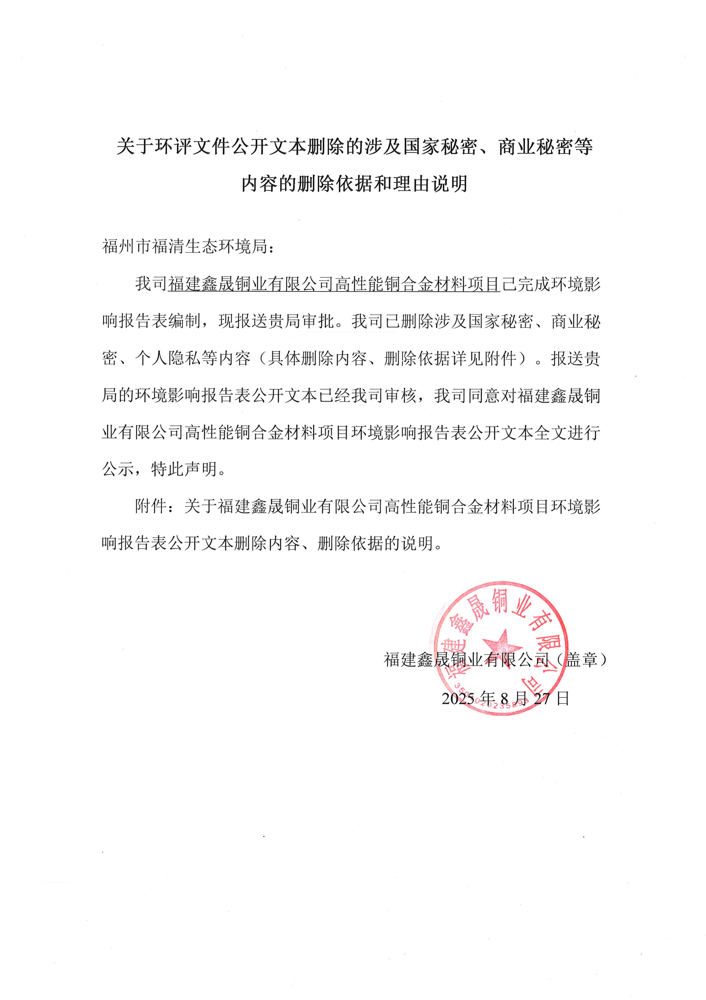 关于环评文件公开文本删除的涉及国家秘密、商业秘密等
内容的删除依据和理由说明
福州市福清生态环境局：
我司福建鑫晟铜业有限公司高性能铜合金材料项目己完成环境影
响报告表编制，现报送贵局审批。我司已删除涉及国家秘密、商业秘
密、个人隐私等内容（具体删除内容、删除依据详见附件）。报送贵
局的环境影响报告表公开文本已经我司审核，我司同意对福建鑫晟铜
业有限公司高性能铜合金材料项目环境影响报告表公开文本全文进行
公示，特此声明。
附件：关于福建鑫晟铜业有限公司高性能铜合金材料项目环境影
响报告表公开文本删除内容、删除依据的说明。
福建鑫晟铜业有限公司
福建鑫晟铜业有限公司（盖章）
2025 年 8 月 27 日